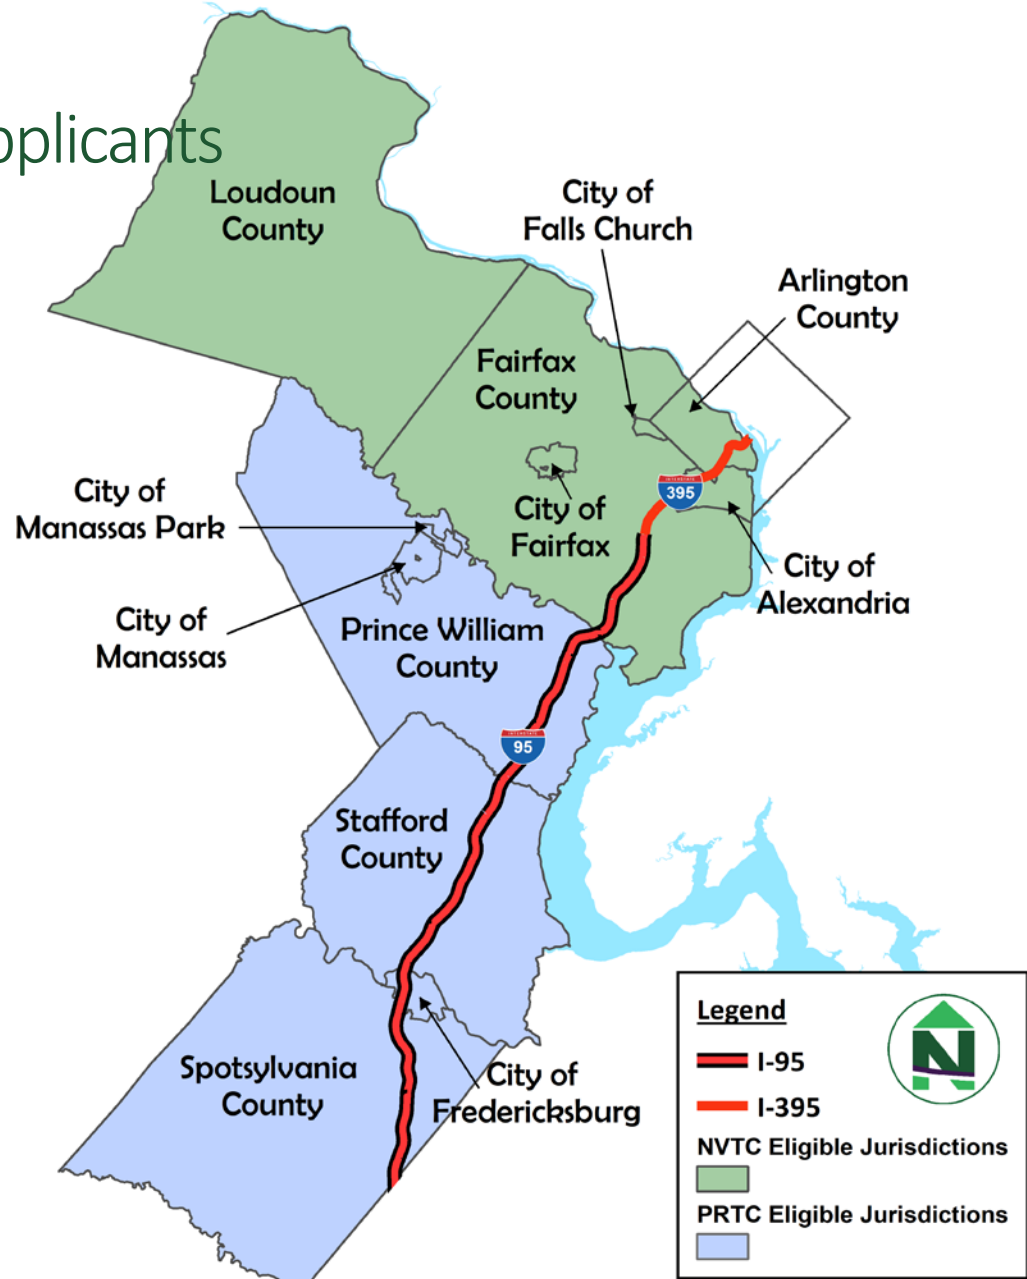 pplicants
Loudoun
County
City of
Falls Church
Arlington
County
Fairfax
County
City of
Manassas Park
INTERSTATE
395
City of
Fairfax
City of
Alexandria
City of
Manassas
Prince William
County
INTERSTATE
95
Stafford
County
Spotsylvania
County
City of
Fredericksburg
Legend
I-95
I-395
NVTC Eligible Jurisdictions
PRTC Eligible Jurisdictions
N